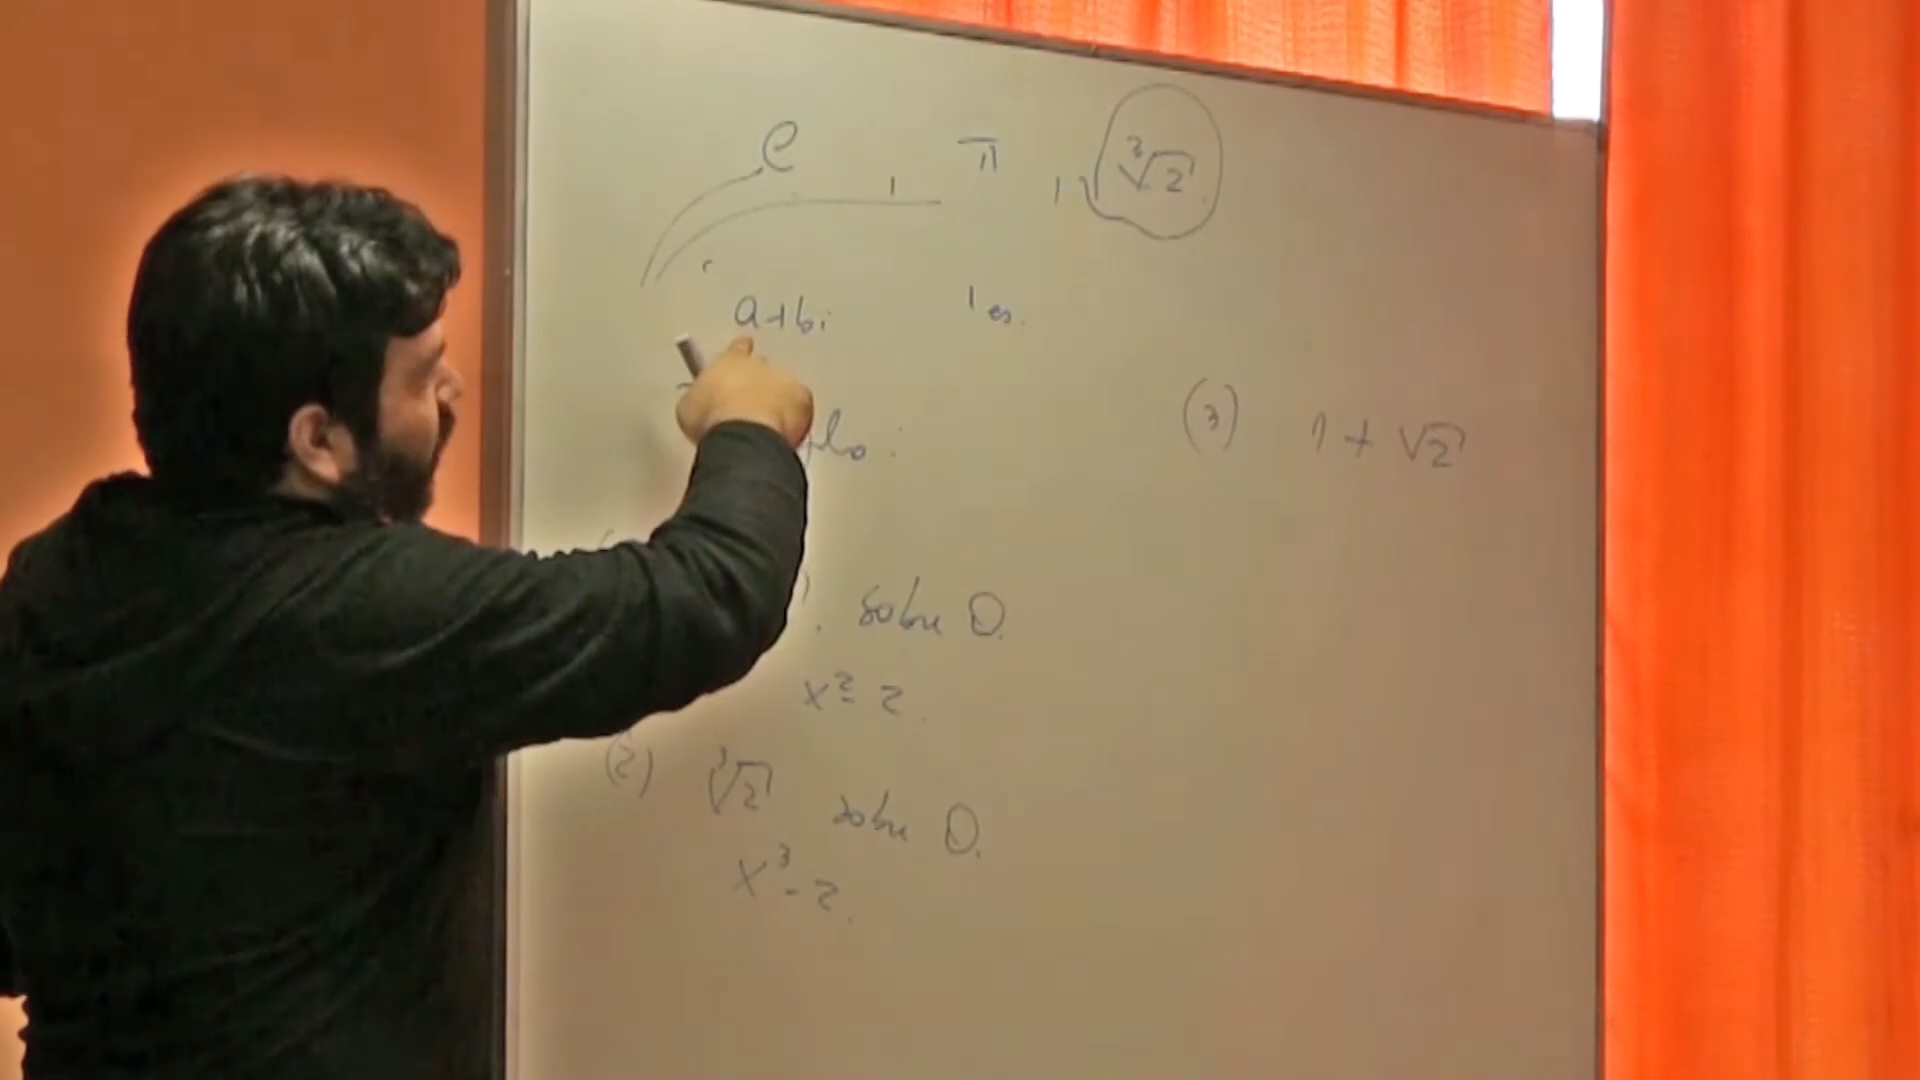 e π ∛2
a+bi
(3) 1 + √2
sobre Q.
x² - 2.
(2) ∛2 sobre Q.
x³ - 2.